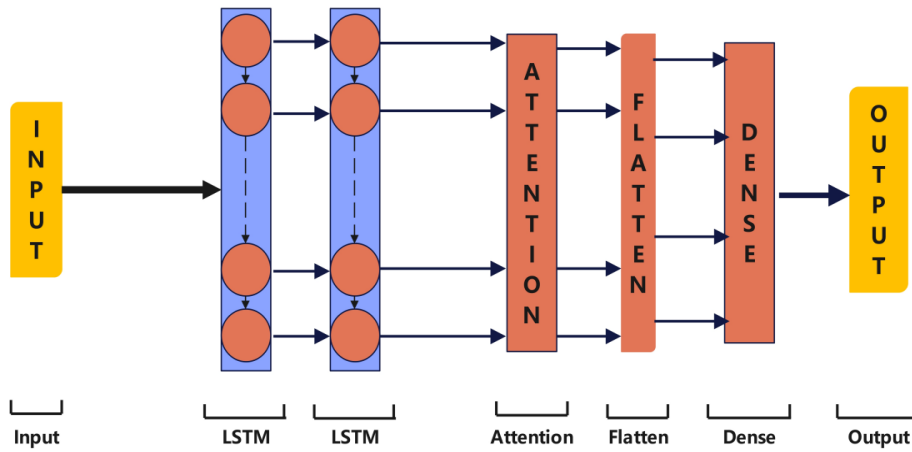 INPUT
ATTENTION
FLATTEN
DENSE
OUTPUT
Input
LSTM
LSTM
Attention
Flatten
Dense
Output